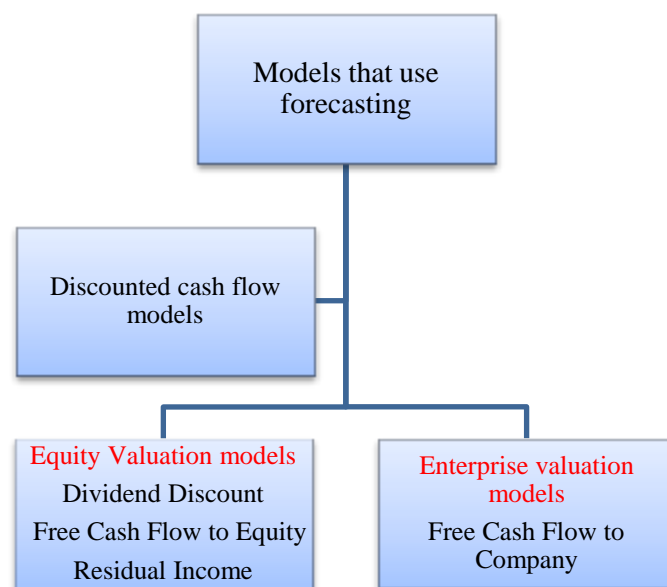 Models that use
forecasting
Discounted cash flow
models
Equity Valuation models
Dividend Discount
Free Cash Flow to Equity
Residual Income
Enterprise valuation
models
Free Cash Flow to
Company